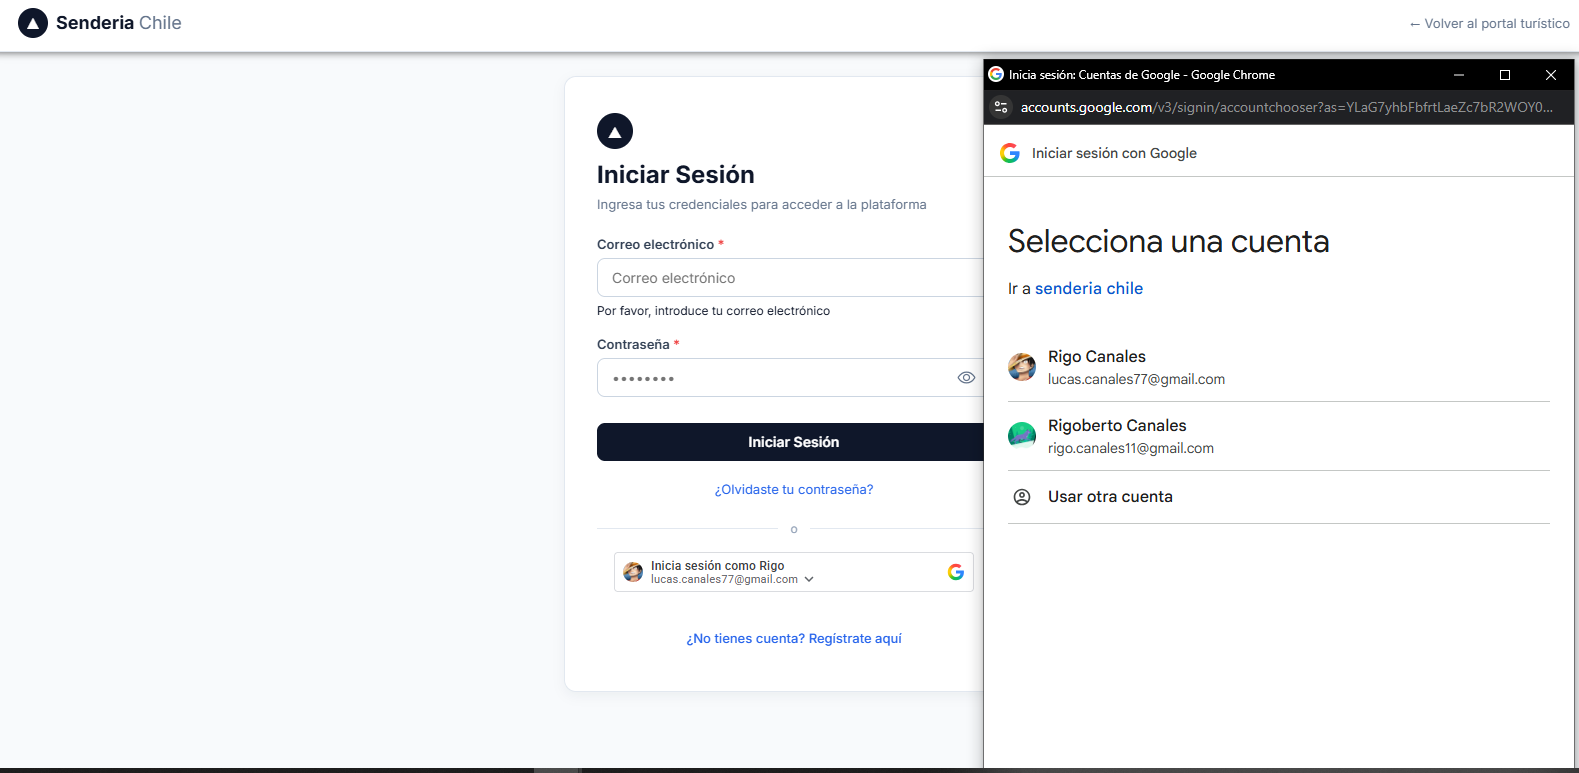 Senderia Chile
← Volver al portal turístico
Iniciar Sesión
Ingresa tus credenciales para acceder a la plataforma
Correo electrónico *
Correo electrónico
Por favor, introduce tu correo electrónico
Contraseña *
Iniciar Sesión
¿Olvidaste tu contraseña?
o
Inicia sesión como Rigo
lucas.canales77@gmail.com
¿No tienes cuenta? Regístrate aquí
Inicia sesión: Cuentas de Google - Google Chrome
accounts.google.com/v3/signin/accountchooser?as=YLaG7yhbFbfrtLaeZc7bR2WOY0...
Iniciar sesión con Google
Selecciona una cuenta
Ir a senderia chile
Rigo Canales
lucas.canales77@gmail.com
Rigoberto Canales
rigo.canales11@gmail.com
Usar otra cuenta